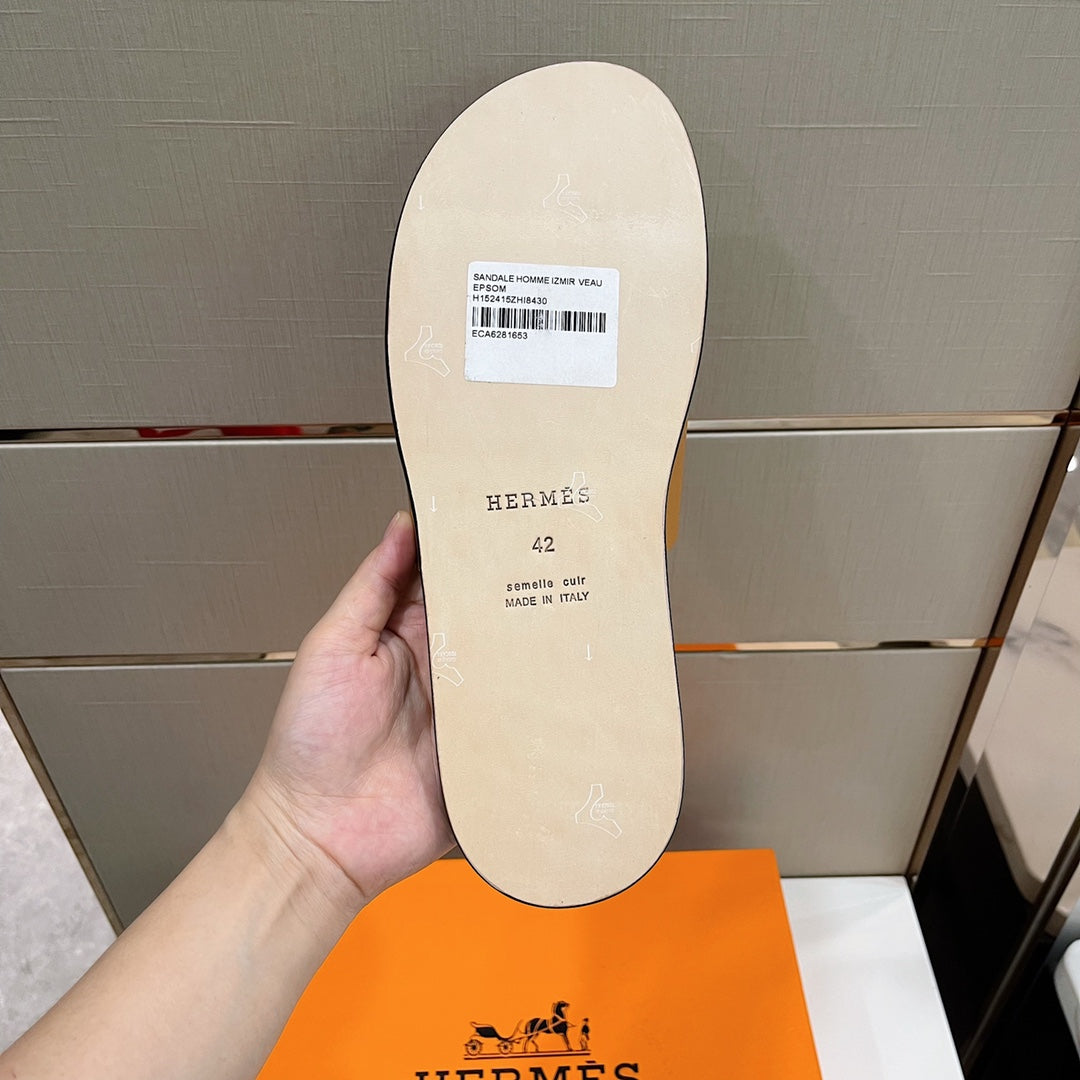 SANDALE HOMME IZMIR VEAU
EPSOM
H152415ZHI8430
ECA6281653
HERMÈS
42
semelle cuir
MADE IN ITALY
HERMÈS